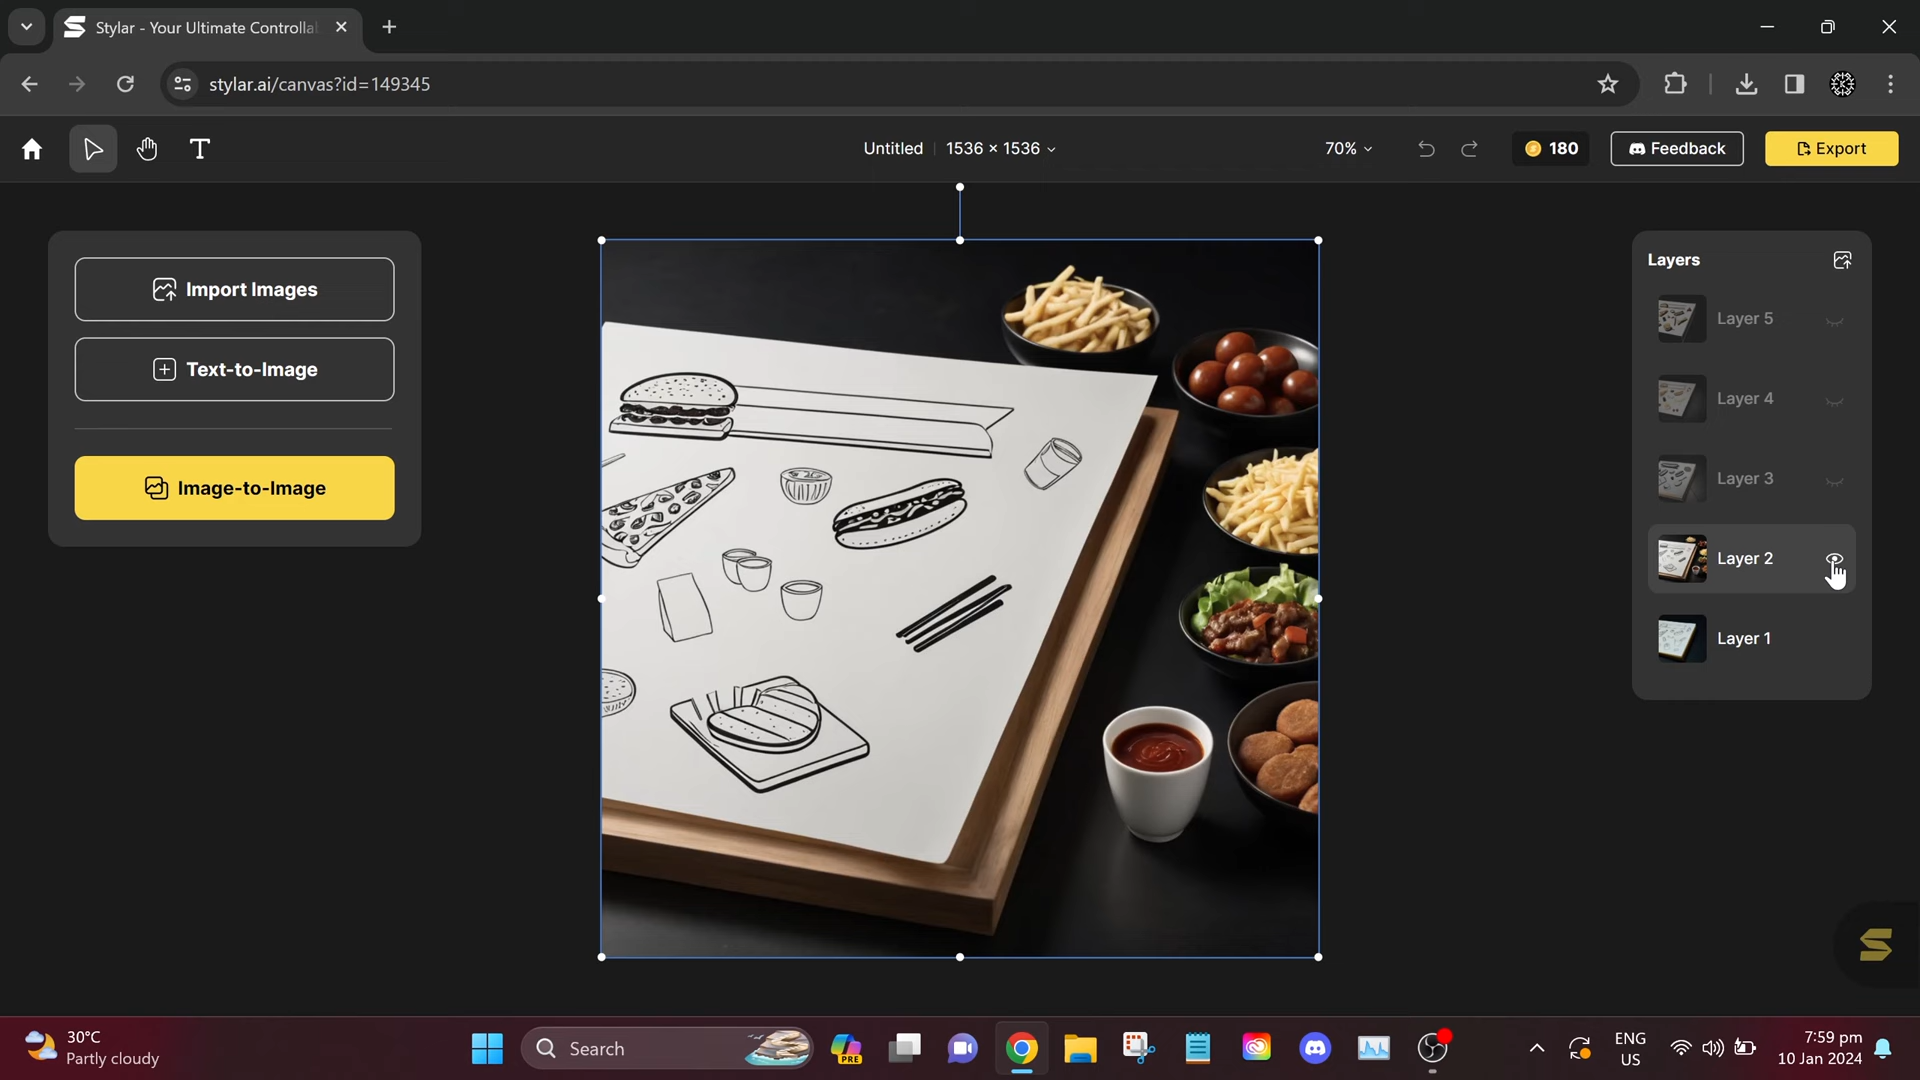 Stylar - Your Ultimate Controlla
stylar.ai/canvas?id=149345
Untitled 1536 × 1536 70% 180 Feedback Export
Import Images
Text-to-Image
Image-to-Image
Layers
Layer 5
Layer 4
Layer 3
Layer 2
Layer 1
30°C
Partly cloudy
Search
PRE
ENG
US
7:59 pm
10 Jan 2024